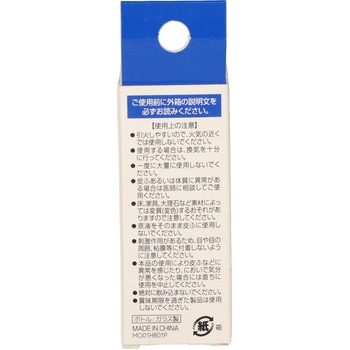 ご使用前に外箱の説明文を
必ずお読みください。
【使用上の注意】
●引火しやすいので、火気の近く
では使用しないでください。
●使用する場合は、換気を十分
に行ってください。
●一度に大量に使用しないでくだ
さい。
●皮ふあるいは体質に異常があ
る場合は医師に相談してご使
用ください。
●床、家具、大理石など素材によっ
ては変質(変色)するおそれがあり
ますので注意してください。
●原液をそのまま皮ふに使用し
ないでください。
●刺激作用があるため、目や目の
周囲、粘膜等に付着しないように
注意してください。
●本品の使用により皮ふなどに
異常を感じたり、においで気分が
悪くなった場合には直ちに
使用を中止してください。
●絶対に飲み込まないでください。
●賞味期限を過ぎた製品は使用し
ないでください。
ボトル:ガラス製
MADE IN CHINA
MO01HB01P
紙
箱